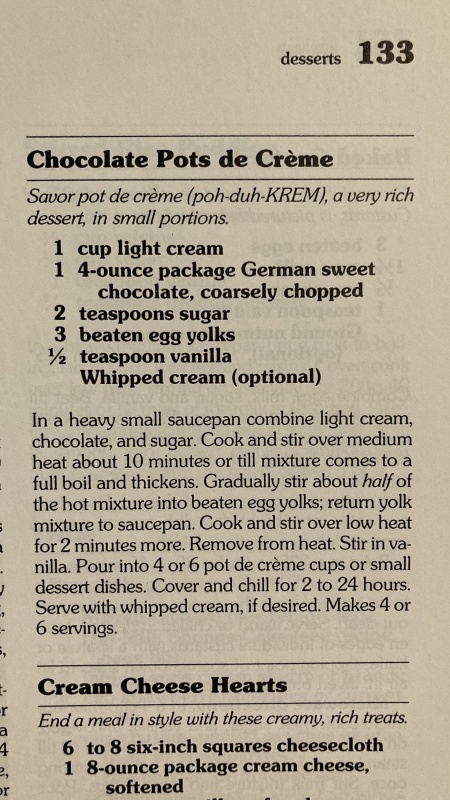 desserts 133
Chocolate Pots de Crème
Savor pot de crème (poh-duh-KREM), a very rich
dessert, in small portions.
1 cup light cream
1 4-ounce package German sweet
chocolate, coarsely chopped
2 teaspoons sugar
3 beaten egg yolks
½ teaspoon vanilla
Whipped cream (optional)
In a heavy small saucepan combine light cream,
chocolate, and sugar. Cook and stir over medium
heat about 10 minutes or till mixture comes to a
full boil and thickens. Gradually stir about half of
the hot mixture into beaten egg yolks; return yolk
mixture to saucepan. Cook and stir over low heat
for 2 minutes more. Remove from heat. Stir in va-
nilla. Pour into 4 or 6 pot de crème cups or small
dessert dishes. Cover and chill for 2 to 24 hours.
Serve with whipped cream, if desired. Makes 4 or
6 servings.
Cream Cheese Hearts
End a meal in style with these creamy, rich treats.
6 to 8 six-inch squares cheesecloth
1 8-ounce package cream cheese,
softened